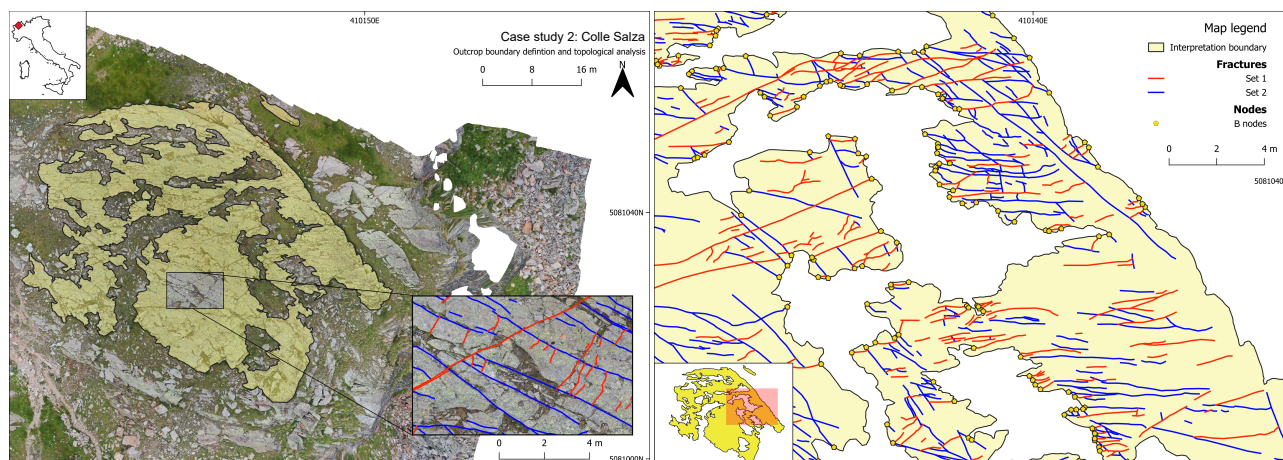 410150E
Case study 2: Colle Salza
Outcrop boundary defintion and topological analysis
0 8 16 m
N
5081040N
0 2 4 m
5081000N
410140E
Map legend
Interpretation boundary
Fractures
Set 1
Set 2
Nodes
B nodes
0 2 4 m
5081040